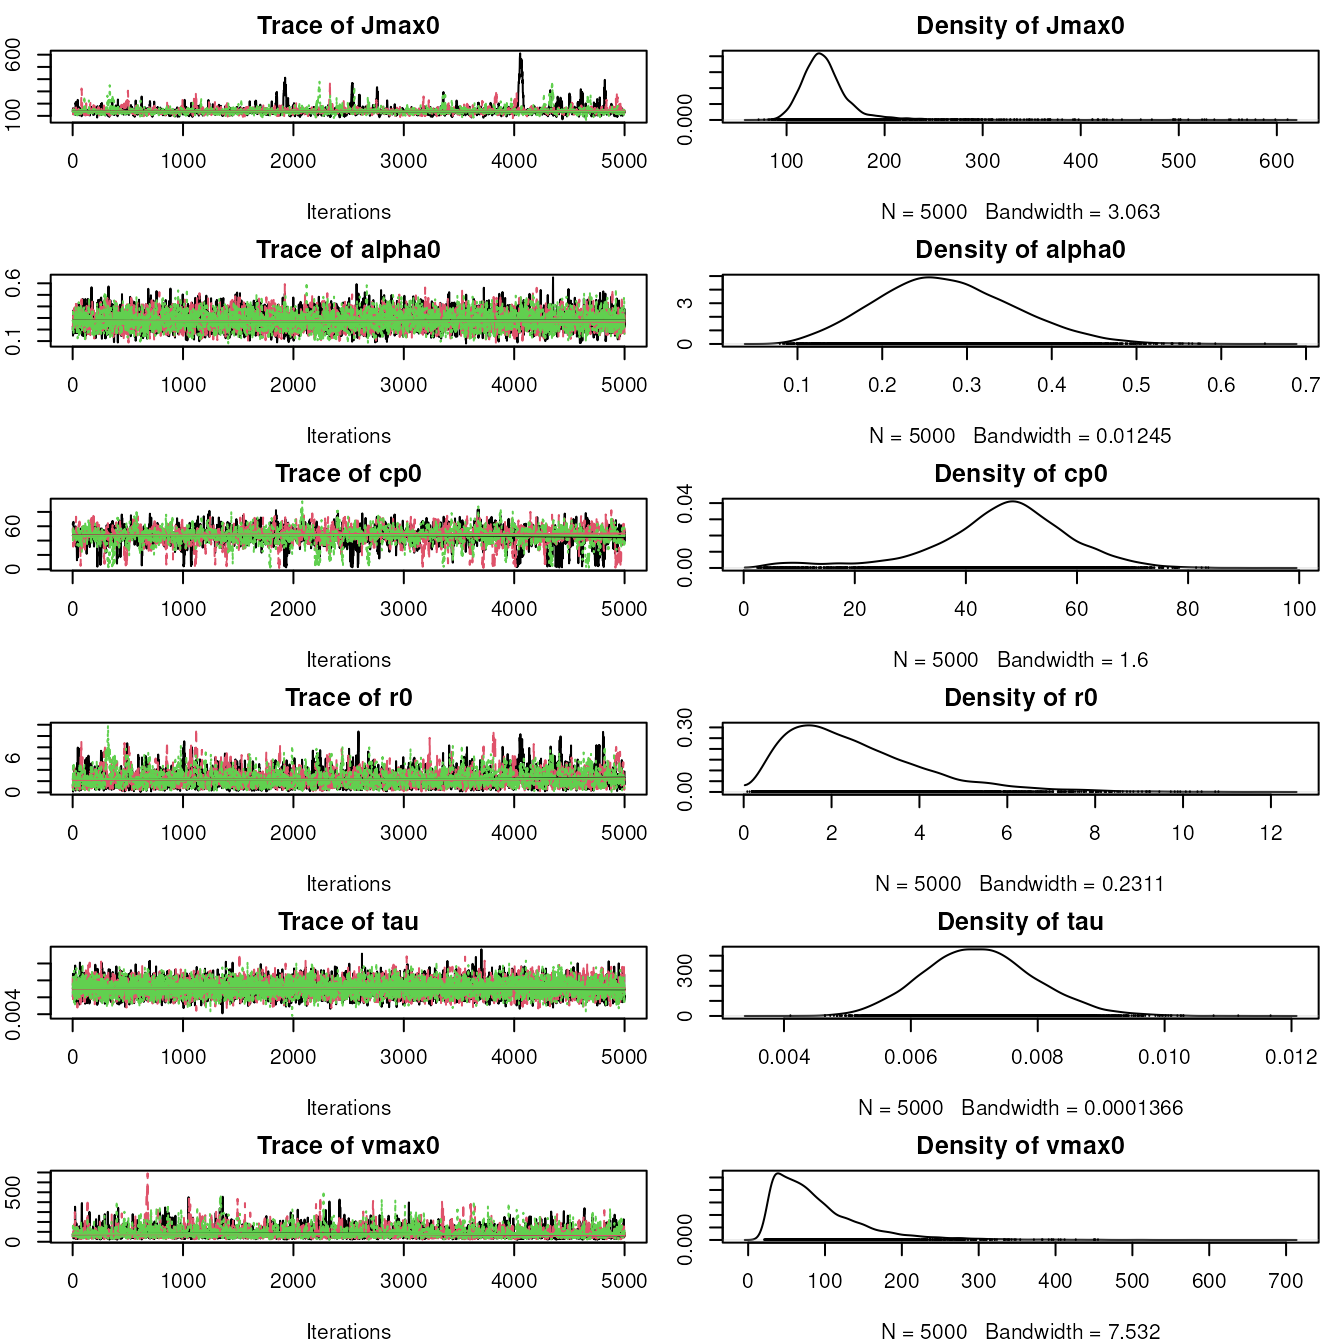 Trace of Jmax0
Density of Jmax0
100 600
0.000
0 1000 2000 3000 4000 5000
100 200 300 400 500 600
Iterations
N = 5000 Bandwidth = 3.063
Trace of alpha0
Density of alpha0
0.1 0.6
0 3
0 1000 2000 3000 4000 5000
0.1 0.2 0.3 0.4 0.5 0.6 0.7
Iterations
N = 5000 Bandwidth = 0.01245
Trace of cp0
Density of cp0
0 60
0.00 0.04
0 1000 2000 3000 4000 5000
0 20 40 60 80 100
Iterations
N = 5000 Bandwidth = 1.6
Trace of r0
Density of r0
0 6
0.00 0.30
0 1000 2000 3000 4000 5000
0 2 4 6 8 10 12
Iterations
N = 5000 Bandwidth = 0.2311
Trace of tau
Density of tau
0.004
0 300
0 1000 2000 3000 4000 5000
0.004 0.006 0.008 0.010 0.012
Iterations
N = 5000 Bandwidth = 0.0001366
Trace of vmax0
Density of vmax0
0 500
0.000
0 1000 2000 3000 4000 5000
0 100 200 300 400 500 600 700
Iterations
N = 5000 Bandwidth = 7.532